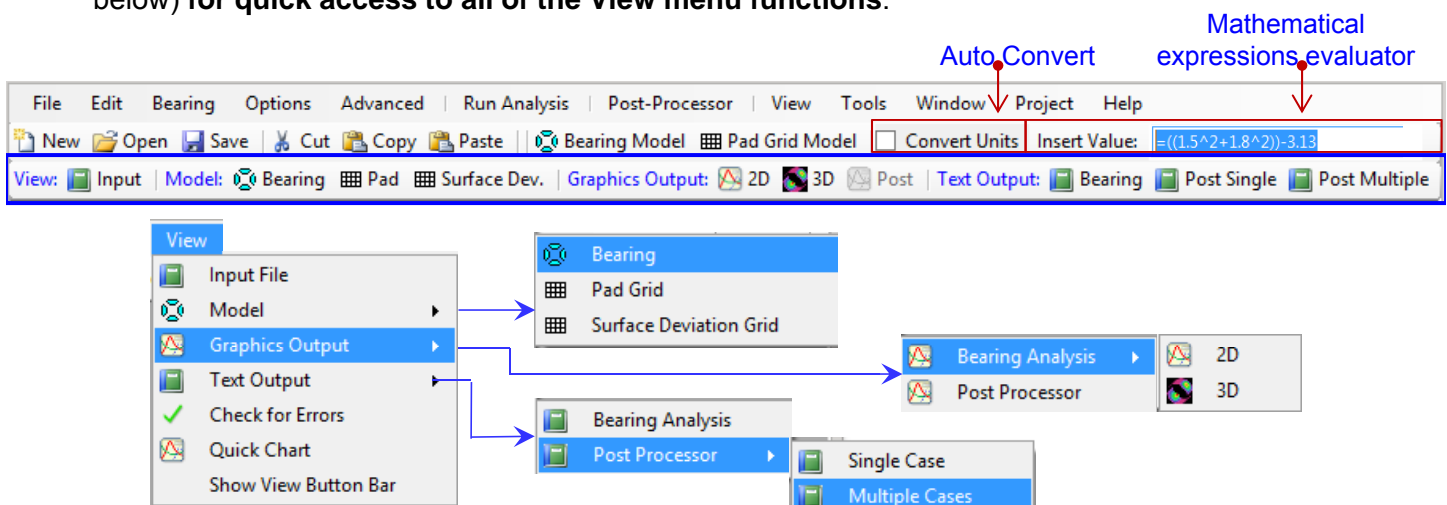 below) for quick access to all of the View menu functions:
Mathematical
Auto Convert expressions evaluator
File Edit Bearing Options Advanced | Run Analysis | Post-Processor | View Tools Window Project Help
New Open Save | Cut Copy Paste | Bearing Model Pad Grid Model Convert Units Insert Value: =((1.5^2+1.8^2))-3.13
View: Input | Model: Bearing Pad Surface Dev. | Graphics Output: 2D 3D Post | Text Output: Bearing Post Single Post Multiple
View
Input File
Model
Graphics Output
Text Output
Check for Errors
Quick Chart
Show View Button Bar
Bearing
Pad Grid
Surface Deviation Grid
Bearing Analysis
Post Processor
2D
3D
Bearing Analysis
Post Processor
Single Case
Multiple Cases